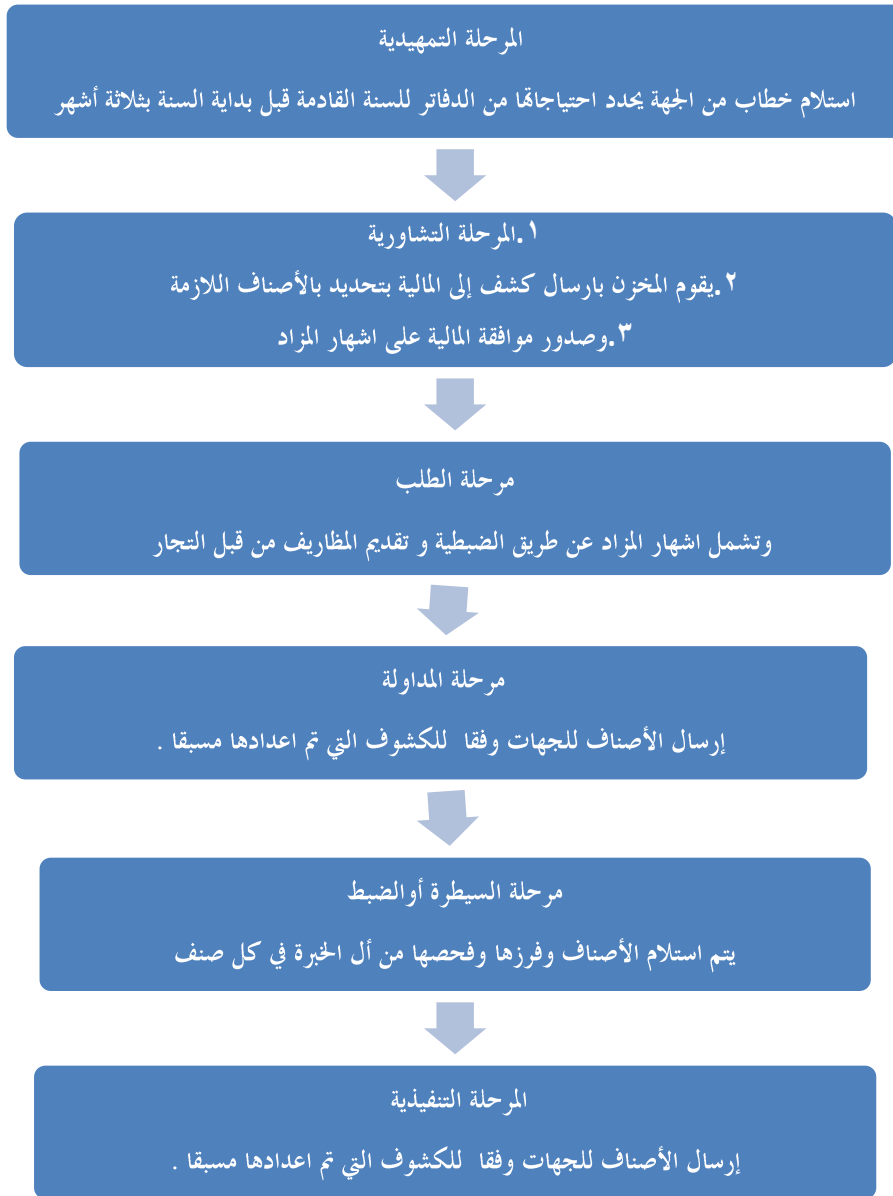 المرحلة التمهيدية
استلام خطاب من الجهة يحدد احتياجاتها من الدفاتر للسنة القادمة قبل بداية السنة بثلاثة أشهر
١.المرحلة التشاورية
٢.يقوم المخزن بارسال كشف إلى المالية بتحديد بالأصناف اللازمة
٣.وصدور موافقة المالية على اشهار المزاد
مرحلة الطلب
وتشمل اشهار المزاد عن طريق الضبطية و تقديم المظاريف من قبل التجار
مرحلة المداولة
إرسال الأصناف للجهات وفقا للكشوف التي تم اعدادها مسبقا .
مرحلة السيطرة أوالضبط
يتم استلام الأصناف وفرزها وفحصها من أل الخبرة في كل صنف
المرحلة التنفيذية
إرسال الأصناف للجهات وفقا للكشوف التي تم اعدادها مسبقا .